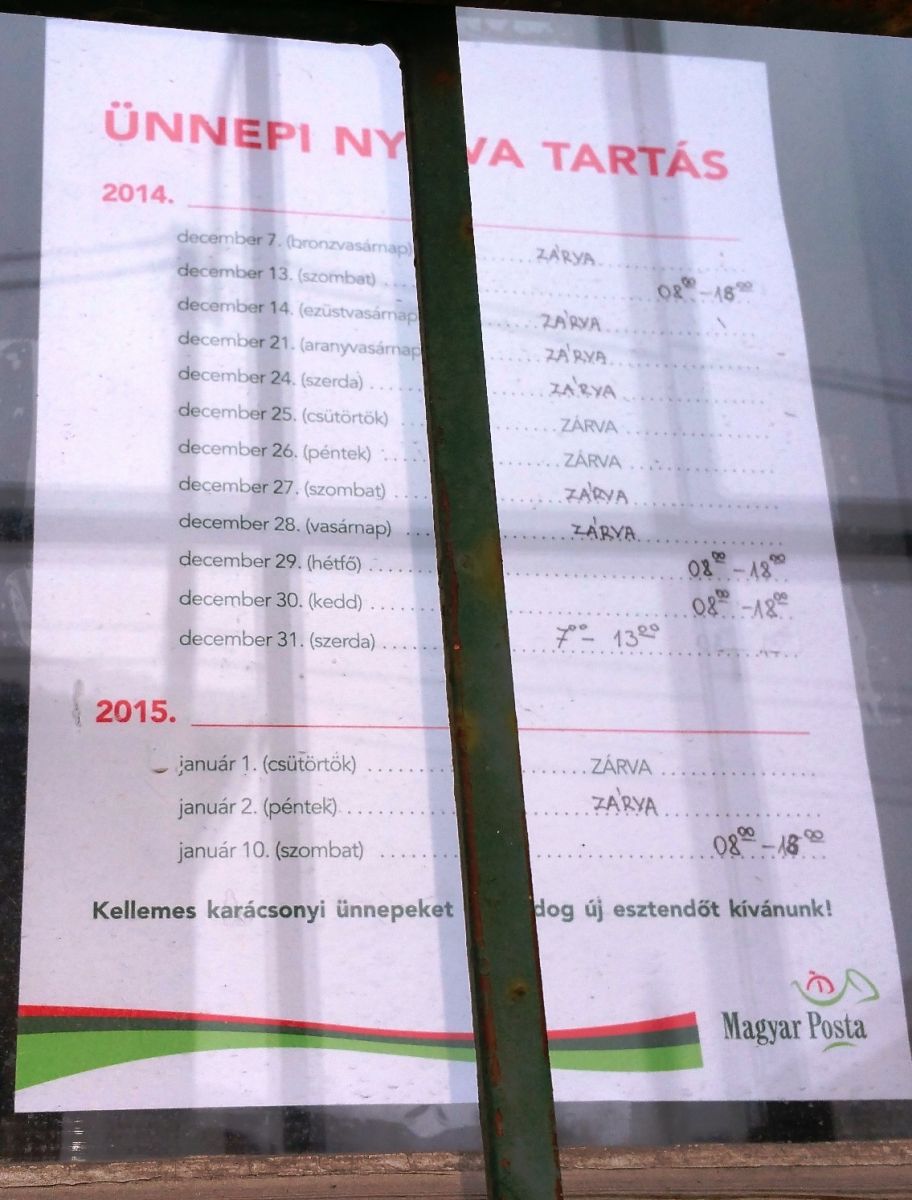 ÜNNEPI NY VA TARTÁS
2014.
december 7. (bronzvasárnap) ZÁRVA
december 13. (szombat) 08⁰⁰ - 18⁰⁰
december 14. (ezüstvasárnap ZÁRVA
december 21. (aranyvasárnap ZÁRVA
december 24. (szerda) ZÁRVA
december 25. (csütörtök) ZÁRVA
december 26. (péntek) ZÁRVA
december 27. (szombat) ZÁRVA
december 28. (vasárnap) ZÁRVA
december 29. (hétfő) 08⁰⁰ - 18⁰⁰
december 30. (kedd) 08⁰⁰ - 18⁰⁰
december 31. (szerda) 7⁰⁰ - 13⁰⁰
2015.
január 1. (csütörtök) ZÁRVA
január 2. (péntek) ZÁRVA
január 10. (szombat) 08⁰⁰ - 18⁰⁰
Kellemes karácsonyi ünnepeket dog új esztendőt kívánunk!
Magyar Posta